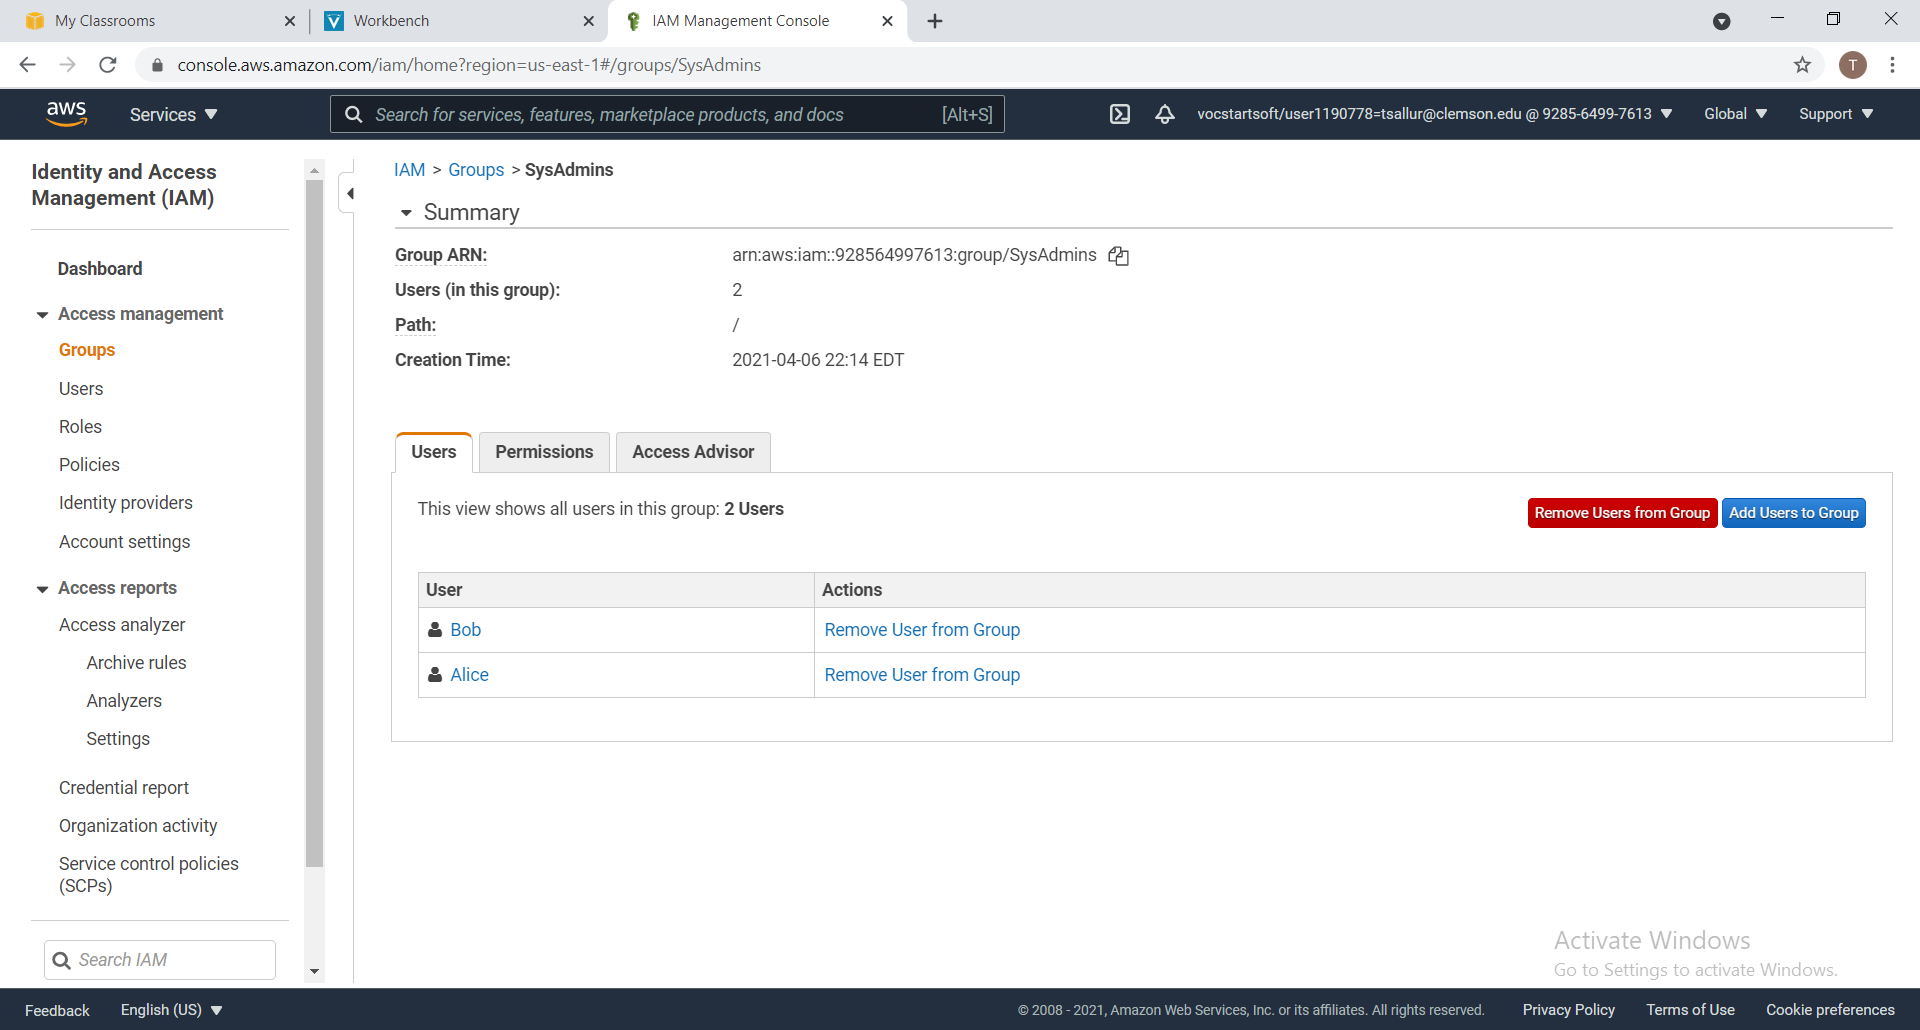 My Classrooms
Workbench
IAM Management Console
console.aws.amazon.com/iam/home?region=us-east-1#/groups/SysAdmins
T
aws
Services
Search for services, features, marketplace products, and docs [Alt+S]
vocstartsoft/user1190778=tsallur@clemson.edu @ 9285-6499-7613
Global
Support
Identity and Access
Management (IAM)
Dashboard
Access management
Groups
Users
Roles
Policies
Identity providers
Account settings
Access reports
Access analyzer
Archive rules
Analyzers
Settings
Credential report
Organization activity
Service control policies
(SCPs)
Search IAM
IAM > Groups > SysAdmins
Summary
Group ARN: arn:aws:iam::928564997613:group/SysAdmins
Users (in this group): 2
Path: /
Creation Time: 2021-04-06 22:14 EDT
Users
Permissions
Access Advisor
This view shows all users in this group: 2 Users
Remove Users from Group
Add Users to Group
User Actions
Bob Remove User from Group
Alice Remove User from Group
Activate Windows
Go to Settings to activate Windows.
Feedback
English (US)
© 2008 - 2021, Amazon Web Services, Inc. or its affiliates. All rights reserved.
Privacy Policy
Terms of Use
Cookie preferences